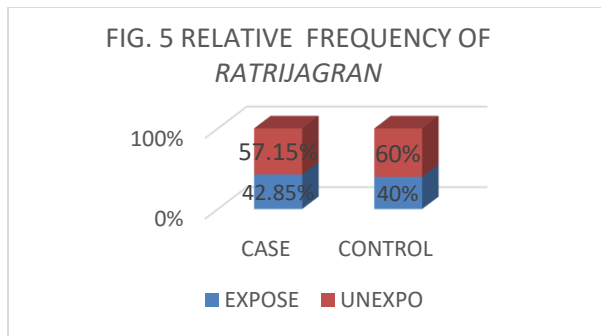 FIG. 5 RELATIVE FREQUENCY OF
RATRIJAGRAN
100%
57.15%
60%
42.85%
40%
0%
CASE
CONTROL
EXPOSE
UNEXPO